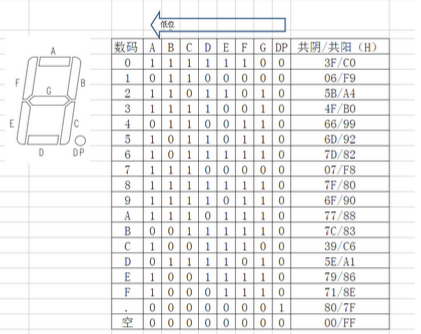 低位
数码 A B C D E F G DP 共阴/共阳（H）
0 1 1 1 1 1 1 0 0 3F/C0
1 0 1 1 0 0 0 0 0 06/F9
2 1 1 0 1 1 0 1 0 5B/A4
3 1 1 1 1 0 0 1 0 4F/B0
4 0 1 1 0 0 1 1 0 66/99
5 1 0 1 1 0 1 1 0 6D/92
6 1 0 1 1 1 1 1 0 7D/82
7 1 1 1 0 0 0 0 0 07/F8
8 1 1 1 1 1 1 1 0 7F/80
9 1 1 1 1 0 1 1 0 6F/90
A 1 1 1 0 1 1 1 0 77/88
B 0 0 1 1 1 1 1 0 7C/83
C 1 0 0 1 1 1 0 0 39/C6
D 0 1 1 1 1 0 1 0 5E/A1
E 1 0 0 1 1 1 1 0 79/86
F 1 0 0 0 1 1 1 0 71/8E
. 0 0 0 0 0 0 0 1 80/7F
空 0 0 0 0 0 0 0 0 00/FF
A
F B
G
E C
D DP